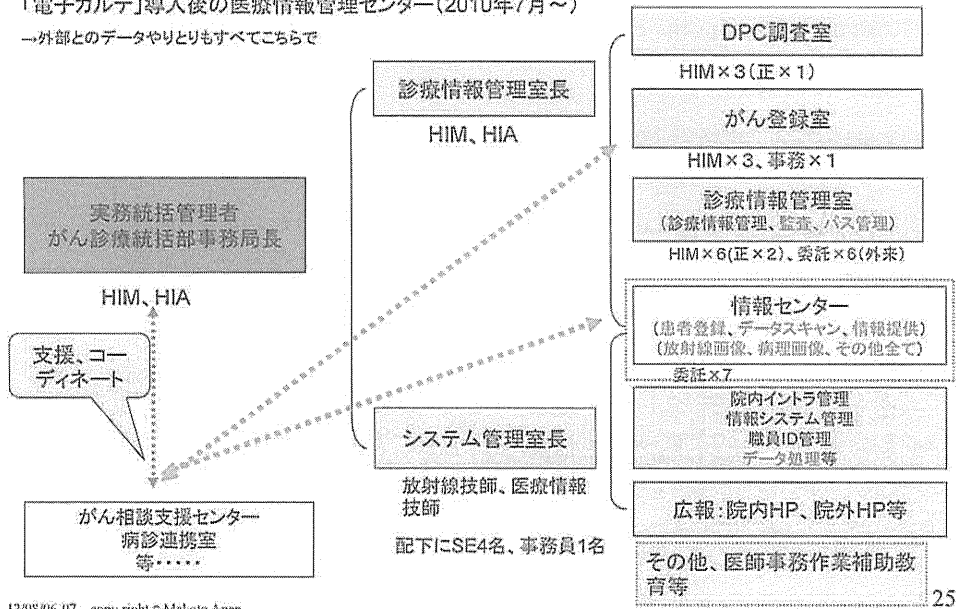 「電子カルテ」導入後の医療情報管理センター(2010年7月～)
→外部とのデータやりとりもすべてこちらで
実務統括管理者
がん診療統括部事務局長
HIM、HIA
支援、コー
ディネート
がん相談支援センター
病診連携室
等・・・・・
診療情報管理室長
HIM、HIA
システム管理室長
放射線技師、医療情報
技師
配下にSE4名、事務員1名
DPC調査室
HIM×3(正×1)
がん登録室
HIM×3、事務×1
診療情報管理室
(診療情報管理、監査、パス管理)
HIM×6(正×2)、委託×6(外来)
情報センター
(患者登録、データスキャン、情報提供)
(放射線画像、病理画像、その他全て)
委託×7
院内イントラ管理
情報システム管理
職員ID管理
データ処理等
広報:院内HP、院外HP等
その他、医師事務作業補助教
育等
12/08/06-07 copy right © Makoto Anan
25